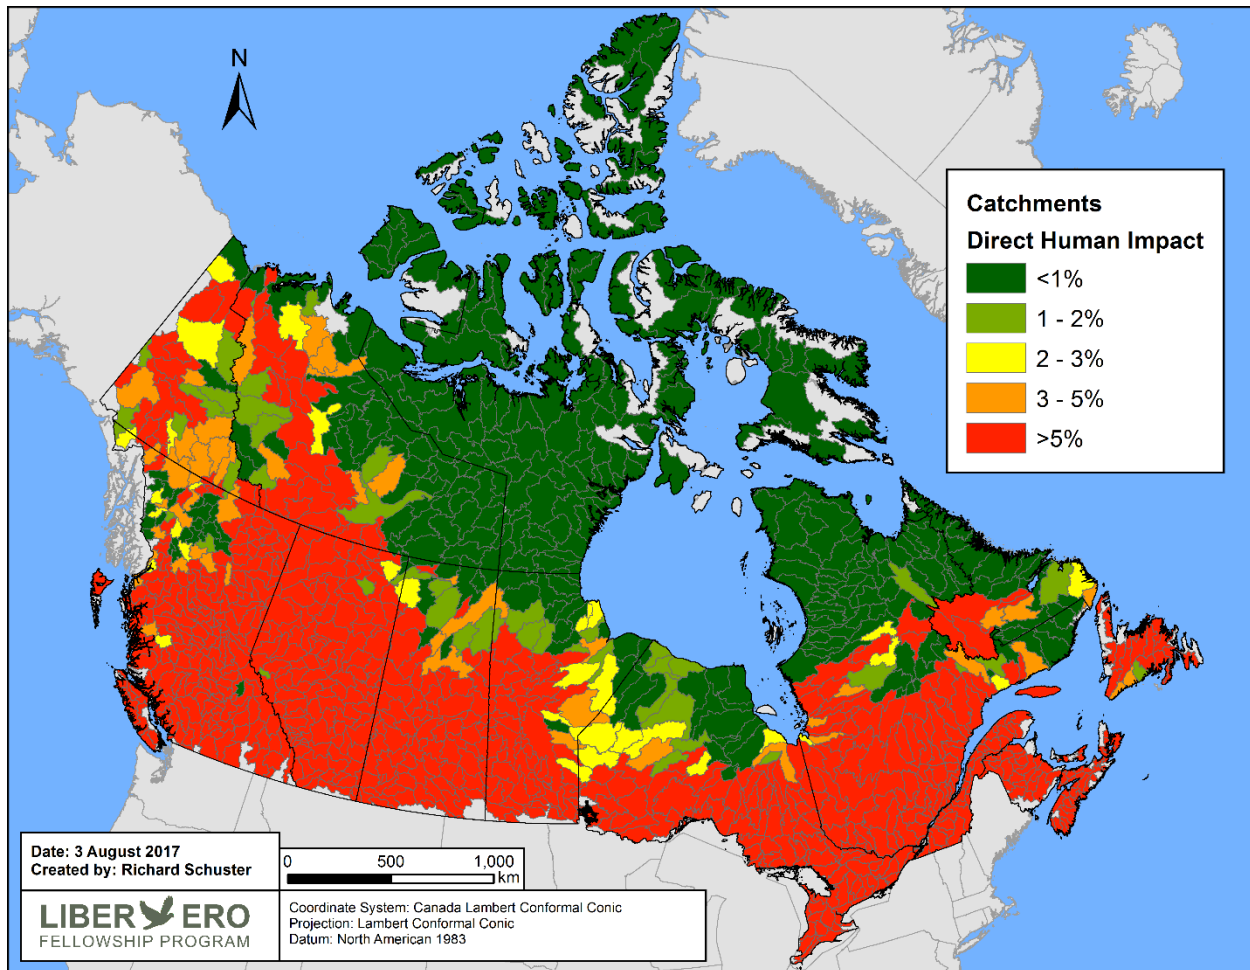 N
Catchments
Direct Human Impact
<1%
1 - 2%
2 - 3%
3 - 5%
>5%
Date: 3 August 2017
Created by: Richard Schuster
0 500 1,000
km
LIBER ERO
FELLOWSHIP PROGRAM
Coordinate System: Canada Lambert Conformal Conic
Projection: Lambert Conformal Conic
Datum: North American 1983